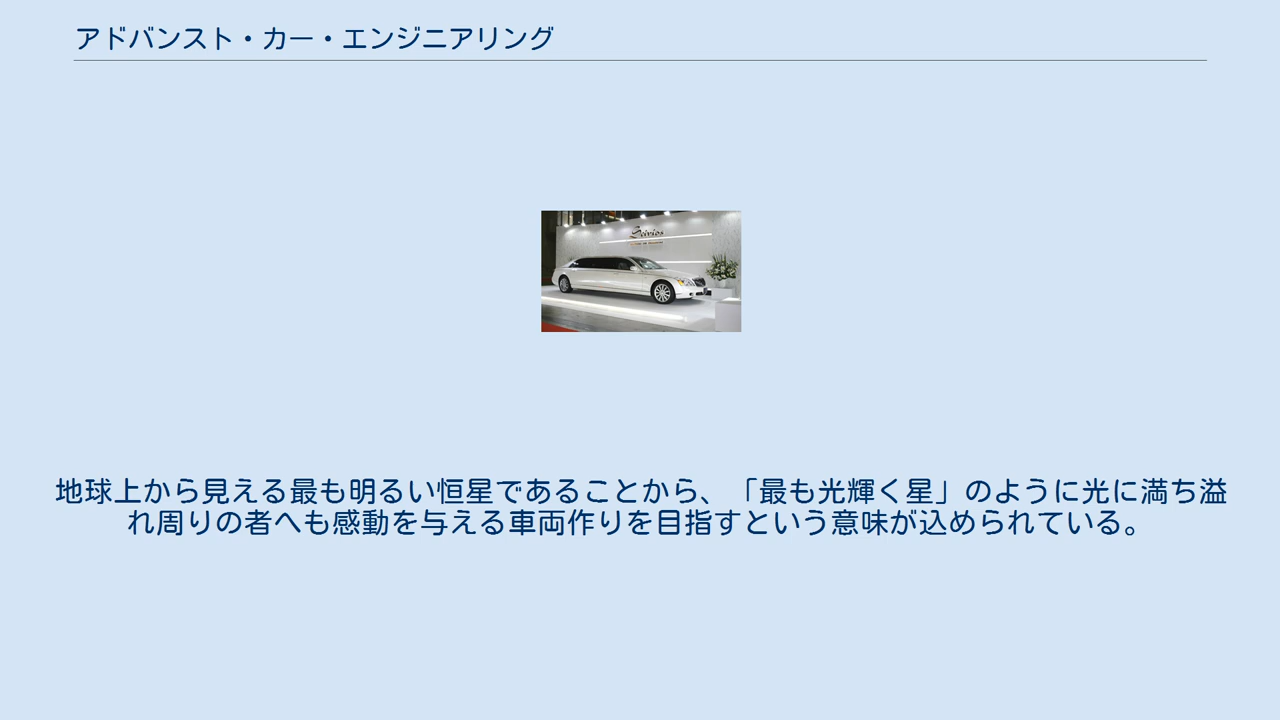 アドバンスト・カー・エンジニアリング
地球上から見える最も明るい恒星であることから、「最も光輝く星」のように光に満ち溢
れ周りの者へも感動を与える車両作りを目指すという意味が込められている。